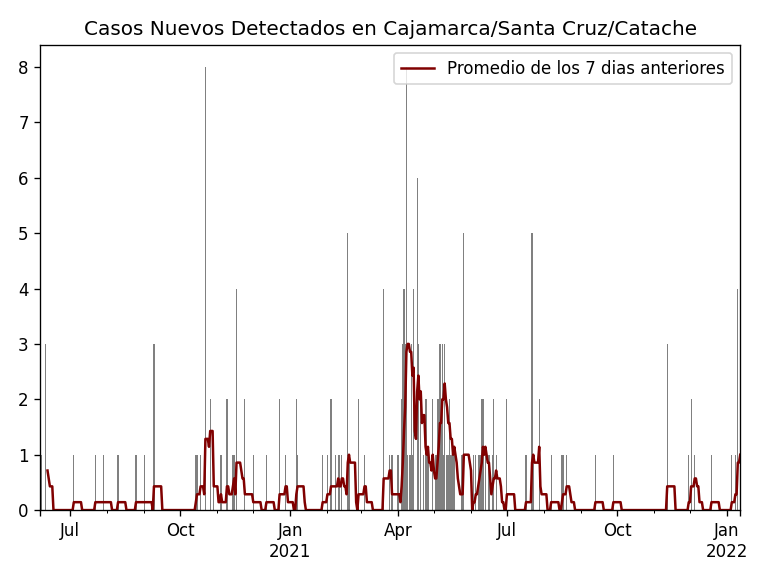 Casos Nuevos Detectados en Cajamarca/Santa Cruz/Catache
Promedio de los 7 dias anteriores
8
7
6
5
4
3
2
1
0
Jul
Oct
Jan
2021
Apr
Jul
Oct
Jan
2022